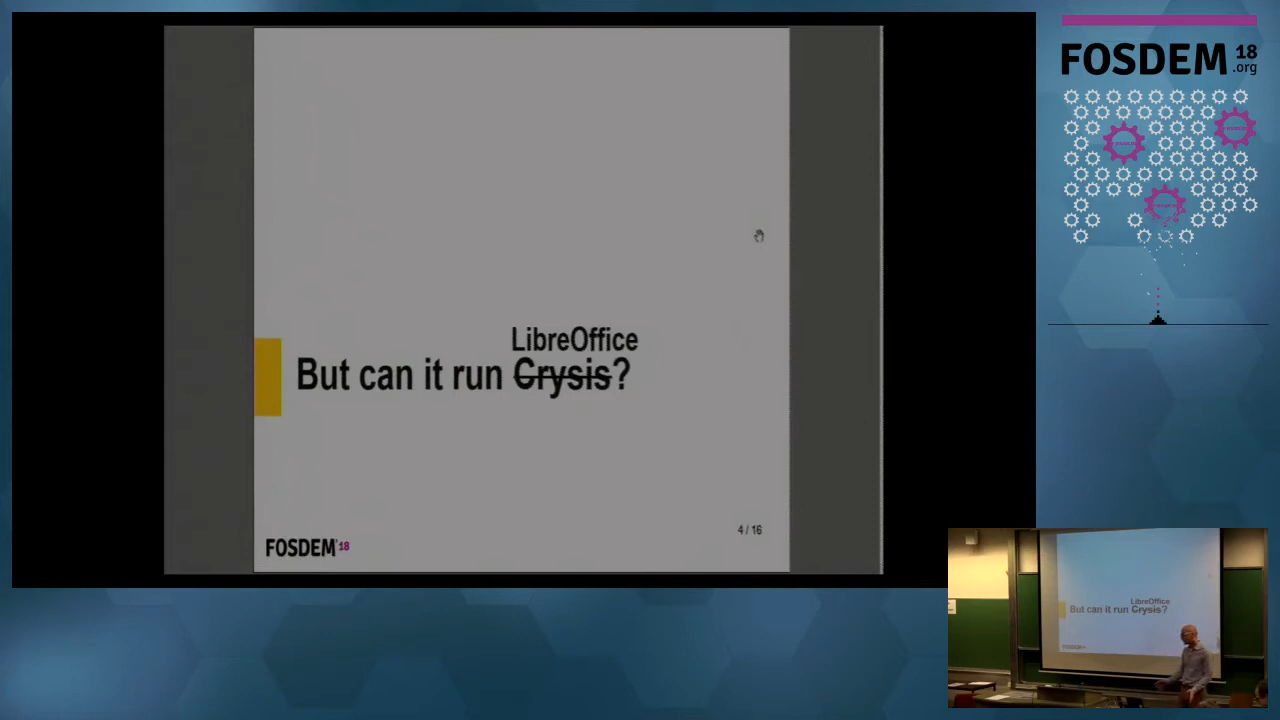 LibreOffice
But can it run Crysis?
4 / 16
FOSDEM 18
FOSDEM 18
.org
LibreOffice
But can it run Crysis?